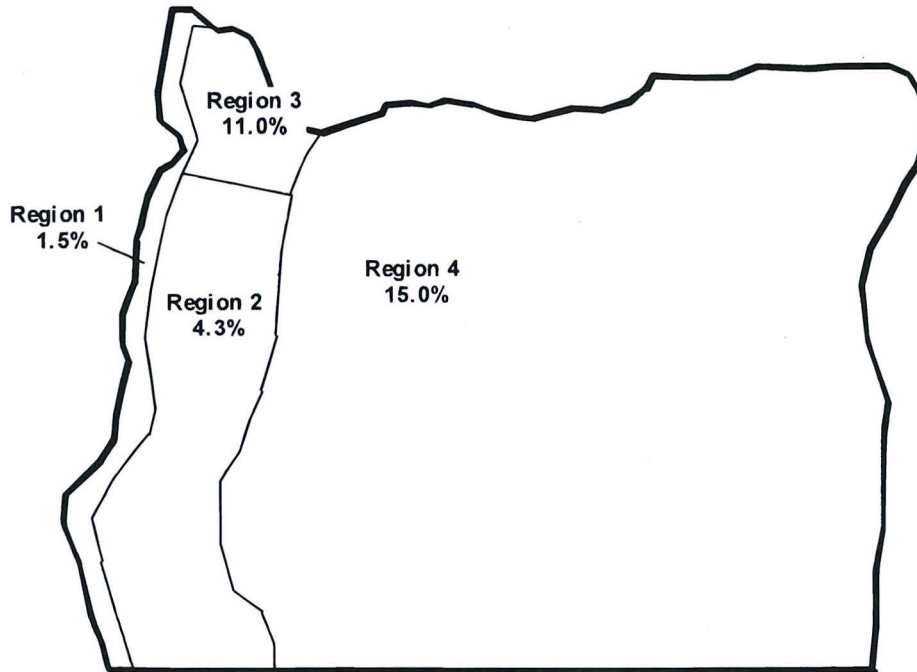 Region 3
11.0%
Region 1
1.5%
Region 4
15.0%
Region 2
4.3%